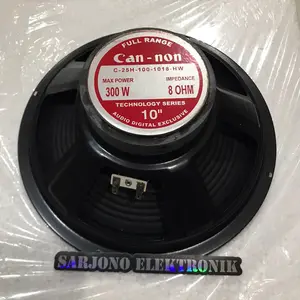 FULL RANGE
Can-non
C-25H-100-1016-HW
MAX POWER
300 W
IMPEDANCE
8 OHM
TECHNOLOGY SERIES
10"
AUDIO DIGITAL EXCLUSIVE
SARJONO ELEKTRONIK